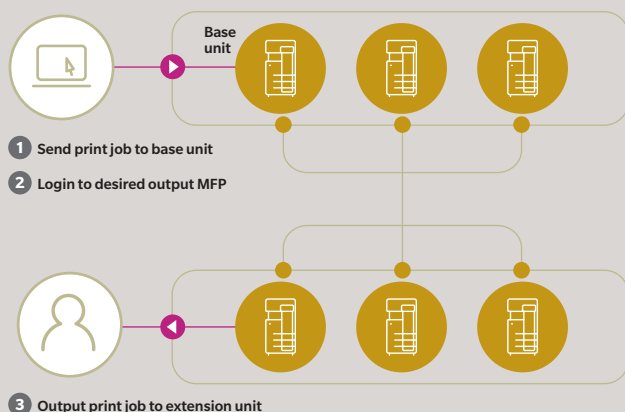 Base
unit
1 Send print job to base unit
2 Login to desired output MFP
3 Output print job to extension unit